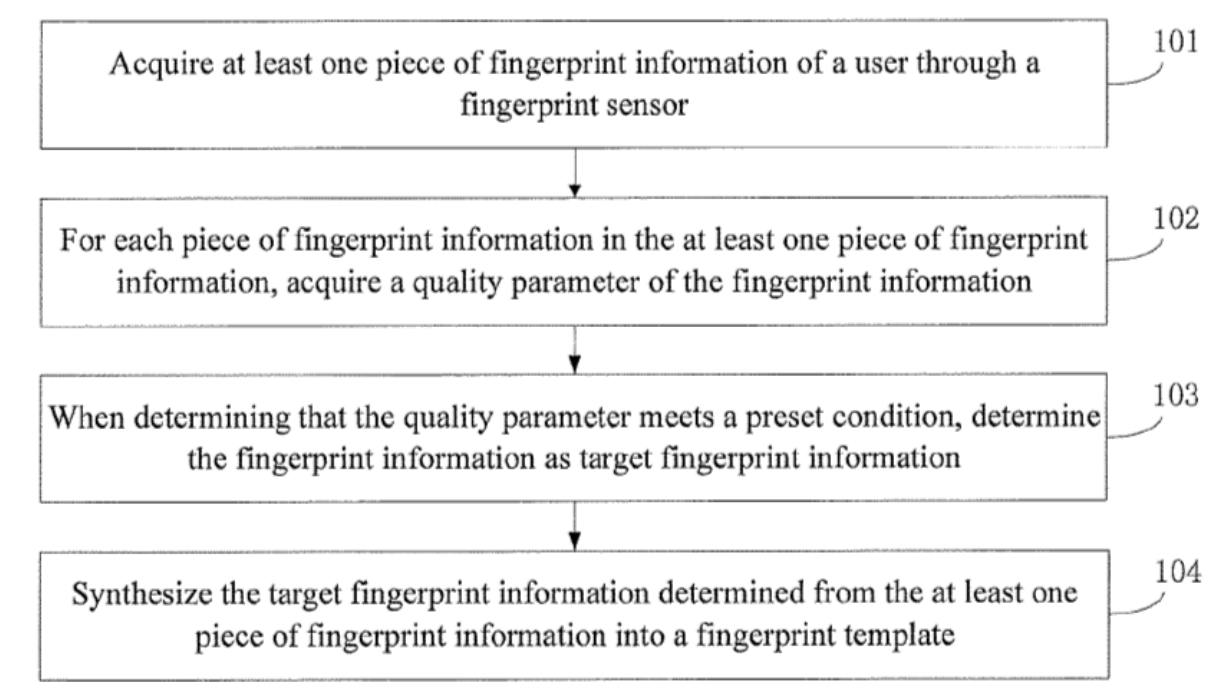 Acquire at least one piece of fingerprint information of a user through a
fingerprint sensor
101
For each piece of fingerprint information in the at least one piece of fingerprint
information, acquire a quality parameter of the fingerprint information
102
When determining that the quality parameter meets a preset condition, determine
the fingerprint information as target fingerprint information
103
Synthesize the target fingerprint information determined from the at least one
piece of fingerprint information into a fingerprint template
104